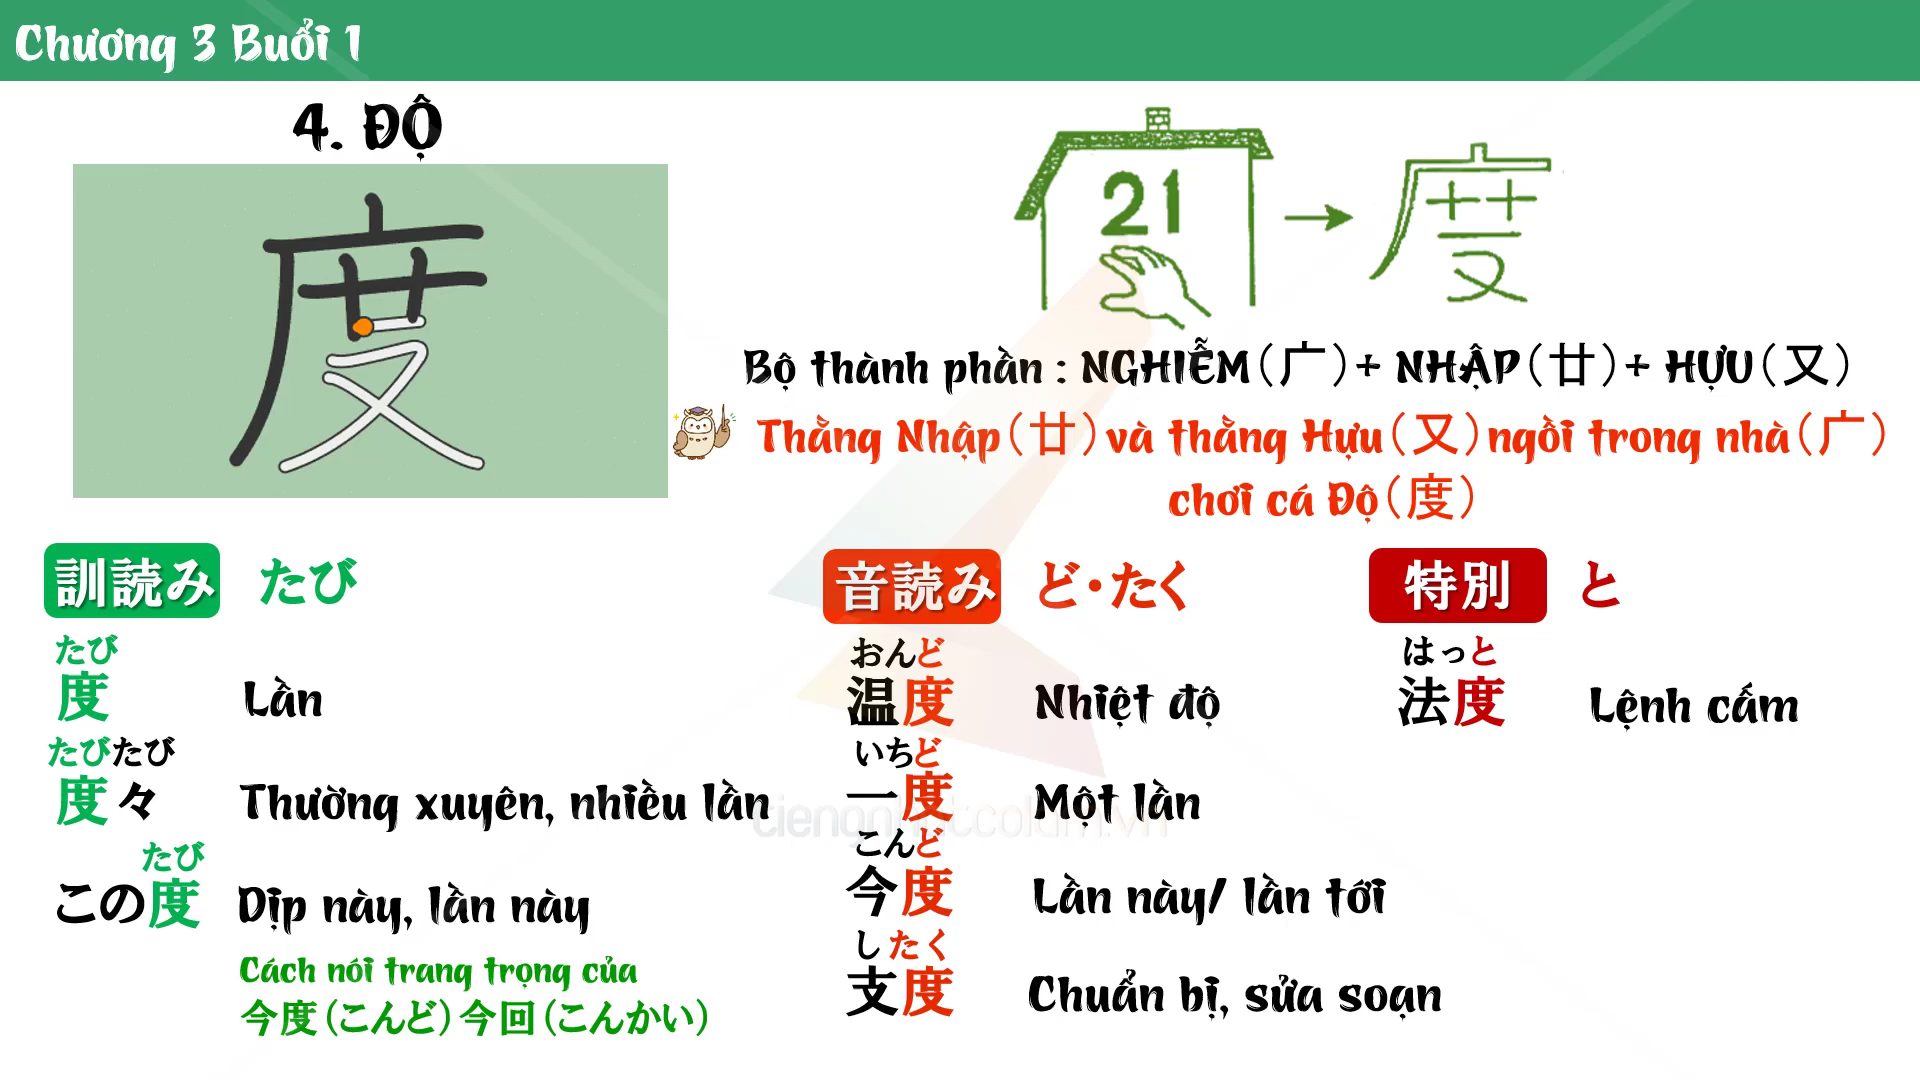 Chương 3 Buổi 1
4. ĐỘ
度
21
度
Bộ thành phần : NGHIỄM（广）+ NHẬP（廿）+ HỰU（又）
Thằng Nhập（廿）và thằng Hựu（又）ngồi trong nhà（广）
chơi cá Độ（度）
訓読み たび
たび
度 Lần
たびたび
度々 Thường xuyên, nhiều lần
たび
この度 Dịp này, lần này
Cách nói trang trọng của
今度（こんど）今回（こんかい）
音読み ど・たく
おんど
温度 Nhiệt độ
いちど
一度 Một lần
こんど
今度 Lần này/ lần tới
したく
支度 Chuẩn bị, sửa soạn
特別 と
はっと
法度 Lệnh cấm